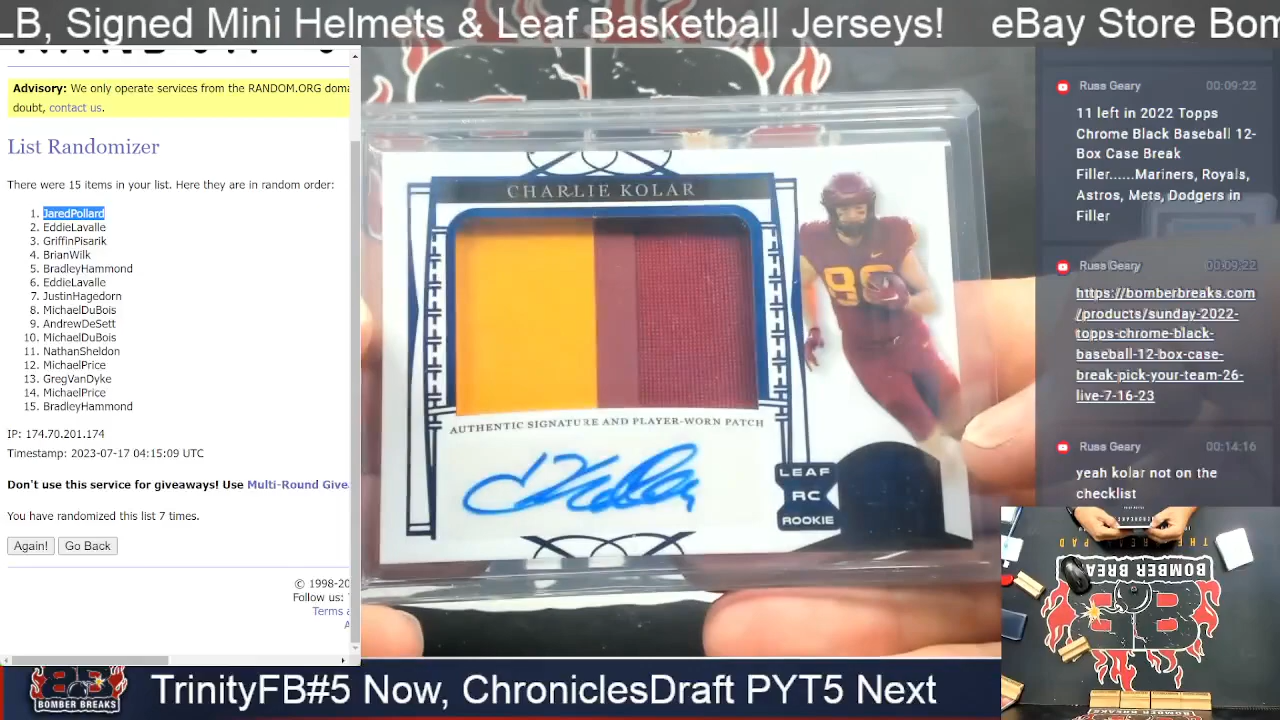 LB, Signed Mini Helmets & Leaf Basketball Jerseys! eBay Store Bom
Advisory: We only operate services from the RANDOM.ORG doma
doubt, contact us.
List Randomizer
There were 15 items in your list. Here they are in random order:
1. JaredPollard
2. EddieLavalle
3. GriffinPisarik
4. BrianWilk
5. BradleyHammond
6. EddieLavalle
7. JustinHagedorn
8. MichaelDuBois
9. AndrewDeSett
10. MichaelDuBois
11. NathanSheldon
12. MichaelPrice
13. GregVanDyke
14. MichaelPrice
15. BradleyHammond
IP: 174.70.201.174
Timestamp: 2023-07-17 04:15:09 UTC
Don't use this service for giveaways! Use Multi-Round Give
You have randomized this list 7 times.
Again! Go Back
© 1998-20
Follow us:
Terms a
A
CHARLIE KOLAR
88
AUTHENTIC SIGNATURE AND PLAYER-WORN PATCH
LEAF
RC
ROOKIE
Russ Geary 00:09:22
11 left in 2022 Topps
Chrome Black Baseball 12-
Box Case Break
Filler......Mariners, Royals,
Astros, Mets, Dodgers in
Filler
Russ Geary 00:09:22
https://bomberbreaks.com
/products/sunday-2022-
topps-chrome-black-
baseball-12-box-case-
break-pick-your-team-26-
live-7-16-23
Russ Geary 00:14:16
yeah kolar not on the
checklist
BOMBER BREA
BOMBER BREAKS
TrinityFB#5 Now, ChroniclesDraft PYT5 Next